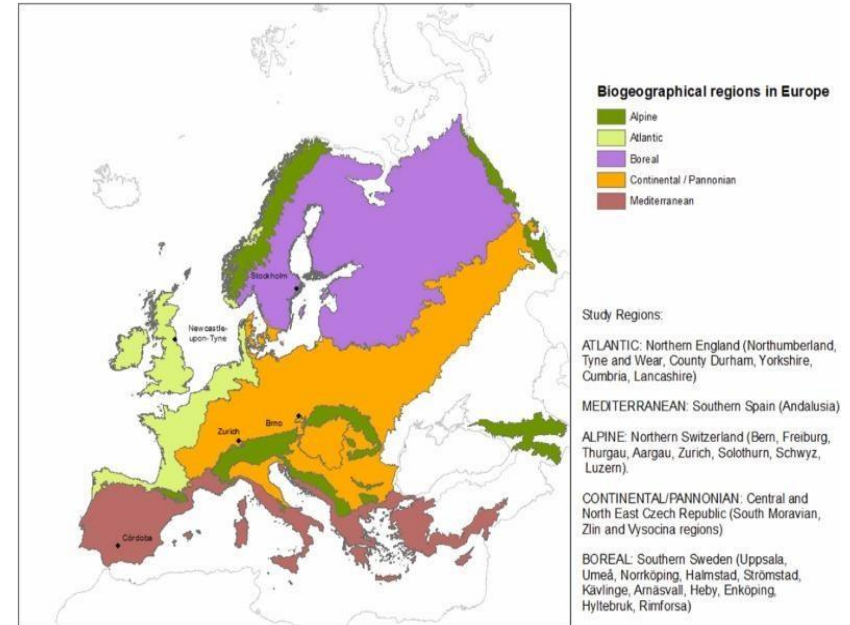 Biogeographical regions in Europe
Alpine
Atlantic
Boreal
Continental / Pannonian
Mediterranean
Stockholm
Newcastle-
upon-Tyne
Zurich
Brno
Córdoba
Study Regions:
ATLANTIC: Northern England (Northumberland,
Tyne and Wear, County Durham, Yorkshire,
Cumbria, Lancashire)
MEDITERRANEAN: Southern Spain (Andalusia)
ALPINE: Northern Switzerland (Bern, Freiburg,
Thurgau, Aargau, Zurich, Solothurn, Schwyz,
Luzern).
CONTINENTAL/PANNONIAN: Central and
North East Czech Republic (South Moravian,
Zlin and Vysocina regions)
BOREAL: Southern Sweden (Uppsala,
Umeå, Norrköping, Halmstad, Strömstad,
Kävlinge, Arnäsvall, Heby, Enköping,
Hyltebruk, Rimforsa)